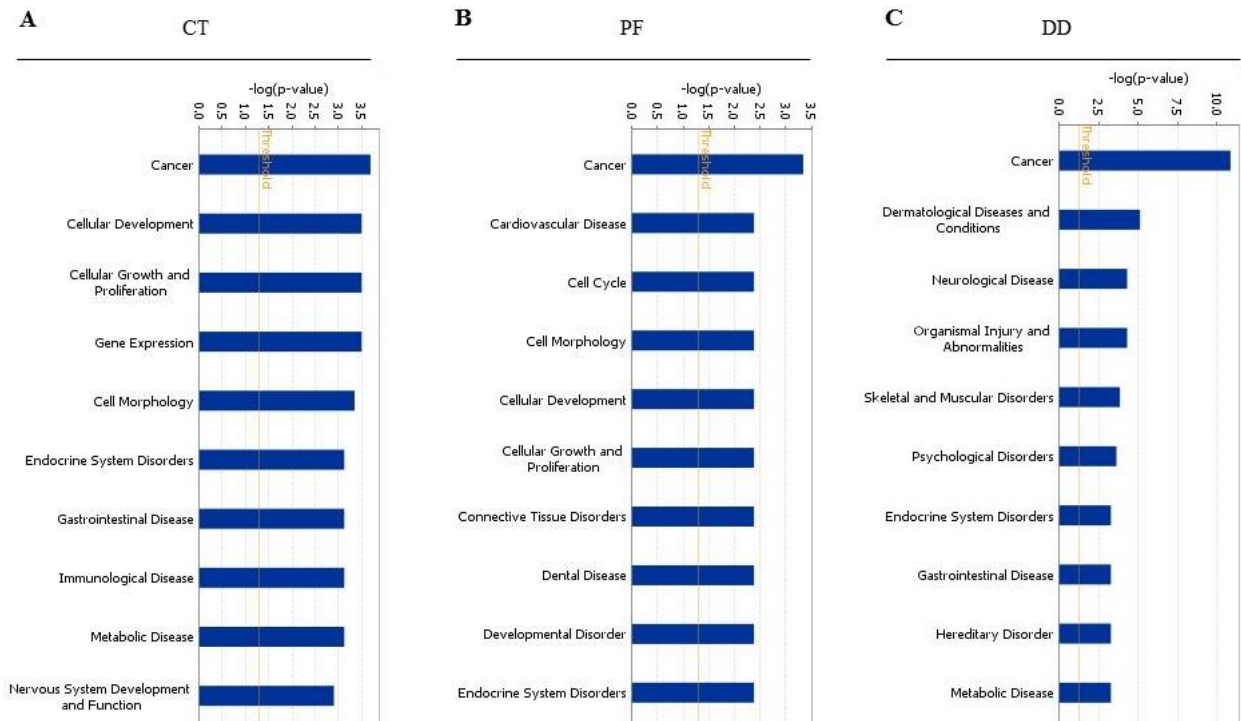 A
CT
-log(p-value)
0.0
0.5
1.0
1.5
2.0
2.5
3.0
3.5
Threshold
Cancer
Cellular Development
Cellular Growth and
Proliferation
Gene Expression
Cell Morphology
Endocrine System Disorders
Gastrointestinal Disease
Immunological Disease
Metabolic Disease
Nervous System Development
and Function
B
PF
-log(p-value)
0.0
0.5
1.0
1.5
2.0
2.5
3.0
3.5
Threshold
Cancer
Cardiovascular Disease
Cell Cycle
Cell Morphology
Cellular Development
Cellular Growth and
Proliferation
Connective Tissue Disorders
Dental Disease
Developmental Disorder
Endocrine System Disorders
C
DD
-log(p-value)
0.0
2.5
5.0
7.5
10.0
Threshold
Cancer
Dermatological Diseases and
Conditions
Neurological Disease
Organismal Injury and
Abnormalities
Skeletal and Muscular Disorders
Psychological Disorders
Endocrine System Disorders
Gastrointestinal Disease
Hereditary Disorder
Metabolic Disease